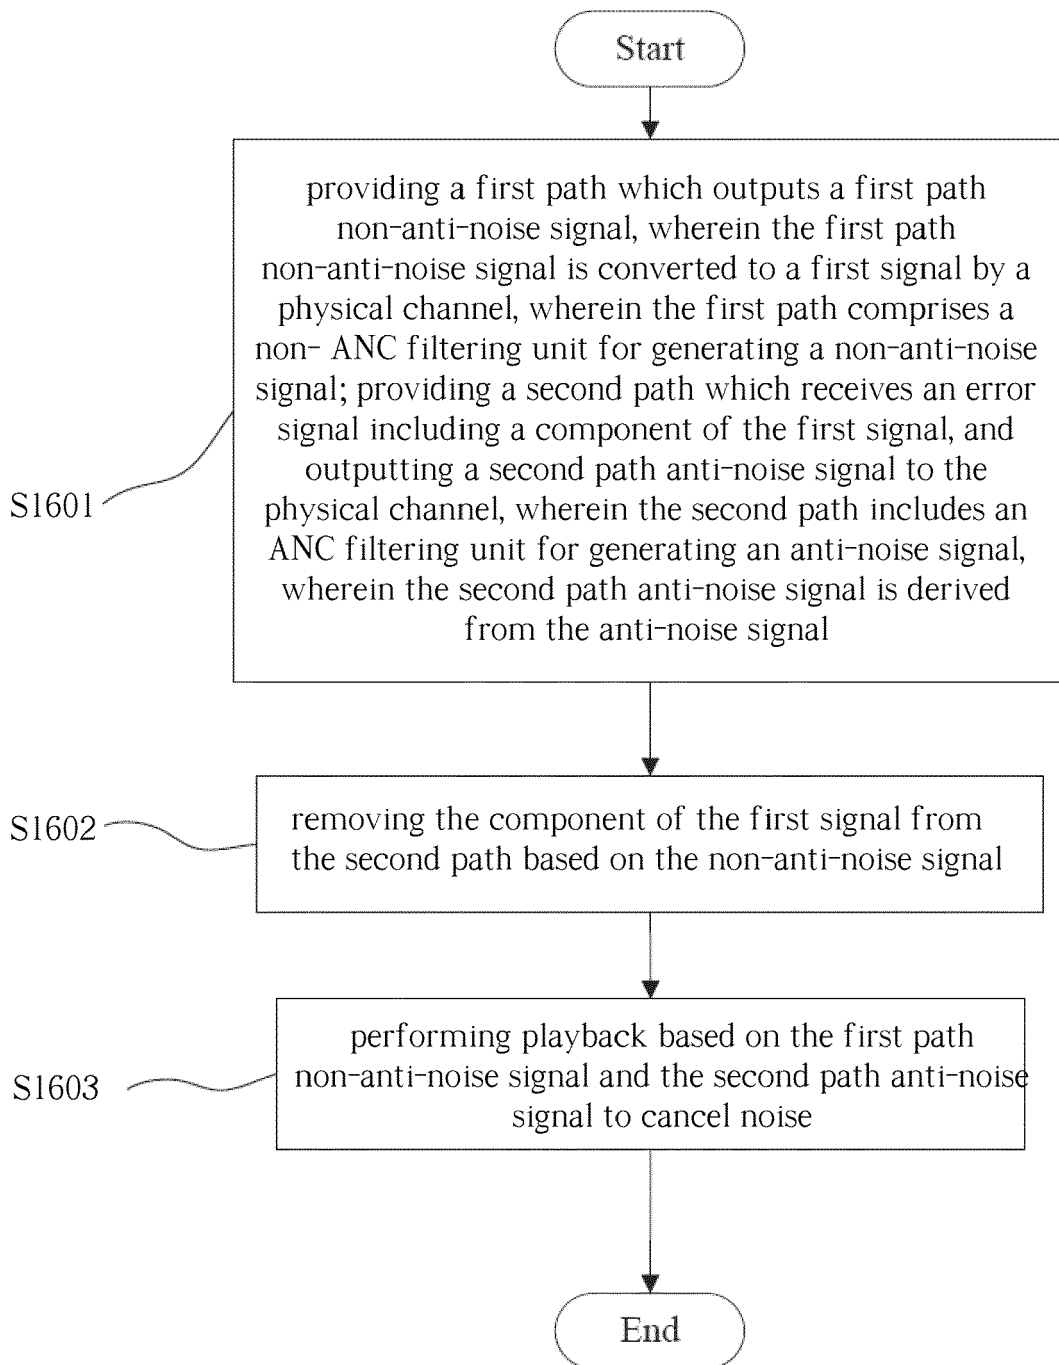 Start
providing a first path which outputs a first path
non-anti-noise signal, wherein the first path
non-anti-noise signal is converted to a first signal by a
physical channel, wherein the first path comprises a
non- ANC filtering unit for generating a non-anti-noise
signal; providing a second path which receives an error
signal including a component of the first signal, and
outputting a second path anti-noise signal to the
physical channel, wherein the second path includes an
ANC filtering unit for generating an anti-noise signal,
wherein the second path anti-noise signal is derived
from the anti-noise signal
S1601
removing the component of the first signal from
the second path based on the non-anti-noise signal
S1602
performing playback based on the first path
non-anti-noise signal and the second path anti-noise
signal to cancel noise
S1603
End